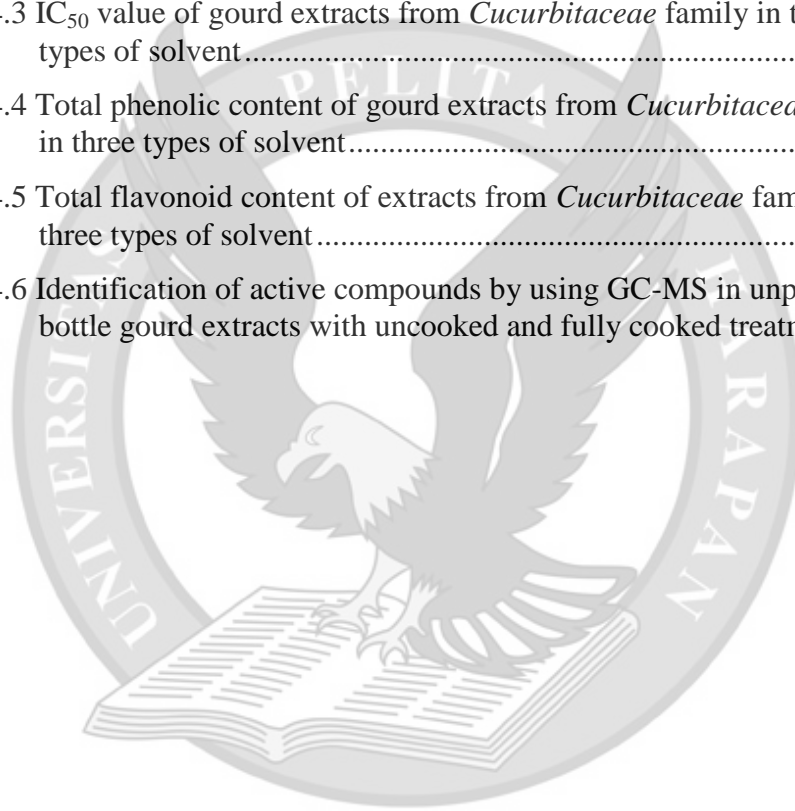 .3 IC50 value of gourd extracts from Cucurbitaceae family in
types of solvent..........................................................................................
.4 Total phenolic content of gourd extracts from
in three types of solvent..........................................................................
.5 Total flavonoid content of extracts from Cucurbitaceae
three types of solvent................................................................................
.6 Identification of active compounds by using GC-MS in
bottle gourd extracts with uncooked and fully cooked
UNIVERSITAS PELITA HARAPAN